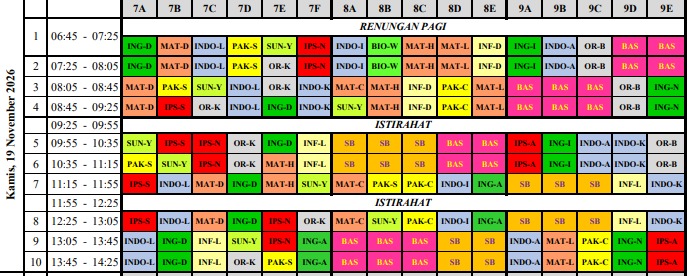 7A 7B 7C 7D 7E 7F 8A 8B 8C 8D 8E 9A 9B 9C 9D 9E
Kamis, 19 November 2026
RENUNGAN PAGI
1 06:45 - 07:25 ING-D MAT-D INDO-L PAK-S SUN-Y IPS-N INDO-I BIO-W MAT-H MAT-L INF-D ING-I INDO-A OR-B BAS BAS
2 07:25 - 08:05 ING-D MAT-D INDO-L PAK-S OR-K IPS-N INDO-I BIO-W MAT-H MAT-L INF-D ING-I INDO-A OR-B BAS BAS
3 08:05 - 08:45 MAT-D PAK-S SUN-Y INDO-L OR-K INDO-K MAT-C MAT-H INF-D PAK-C MAT-L BAS BAS BAS OR-B ING-N
4 08:45 - 09:25 MAT-D IPS-S OR-K INDO-L ING-D INDO-K SUN-Y MAT-H INF-D PAK-C MAT-L BAS BAS BAS OR-B ING-N
09:25 - 09:55 ISTIRAHAT
5 09:55 - 10:35 SUN-Y IPS-S IPS-N OR-K ING-D INF-L SB SB SB BAS BAS IPS-A ING-I INDO-A INDO-K OR-B
6 10:35 - 11:15 PAK-S SUN-Y IPS-N OR-K MAT-H INF-L SB SB SB BAS BAS IPS-A ING-I INDO-A INDO-K OR-B
7 11:15 - 11:55 IPS-S INDO-L MAT-D ING-D MAT-H SUN-Y MAT-C PAK-S PAK-C INDO-I ING-A SB SB SB INF-L INDO-K
11:55 - 12:25 ISTIRAHAT
8 12:25 - 13:05 IPS-S INDO-L MAT-D ING-D IPS-N OR-K MAT-C SUN-Y PAK-C INDO-I ING-A SB SB SB INF-L INDO-K
9 13:05 - 13:45 INDO-L ING-D INF-L SUN-Y IPS-N ING-A BAS BAS BAS SB SB INDO-A MAT-L PAK-C ING-N IPS-A
10 13:45 - 14:25 INDO-L ING-D INF-L OR-K PAK-S ING-A BAS BAS BAS SB SB INDO-A MAT-L PAK-C ING-N IPS-A